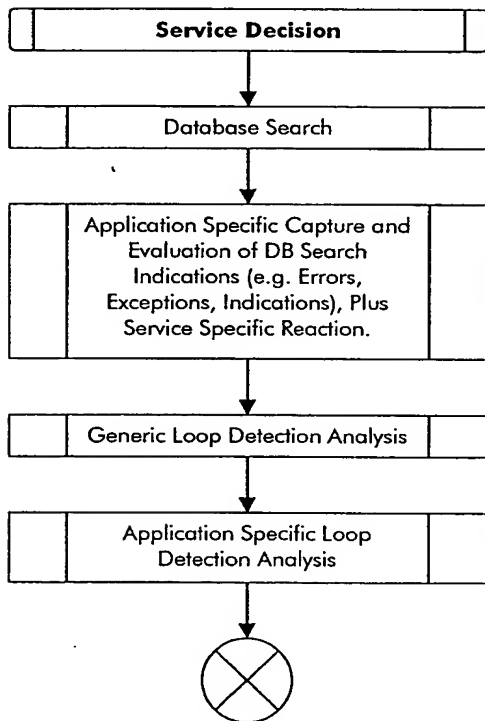 Service Decision
Database Search
Application Specific Capture and
Evaluation of DB Search
Indications (e.g. Errors,
Exceptions, Indications), Plus
Service Specific Reaction.
Generic Loop Detection Analysis
Application Specific Loop
Detection Analysis